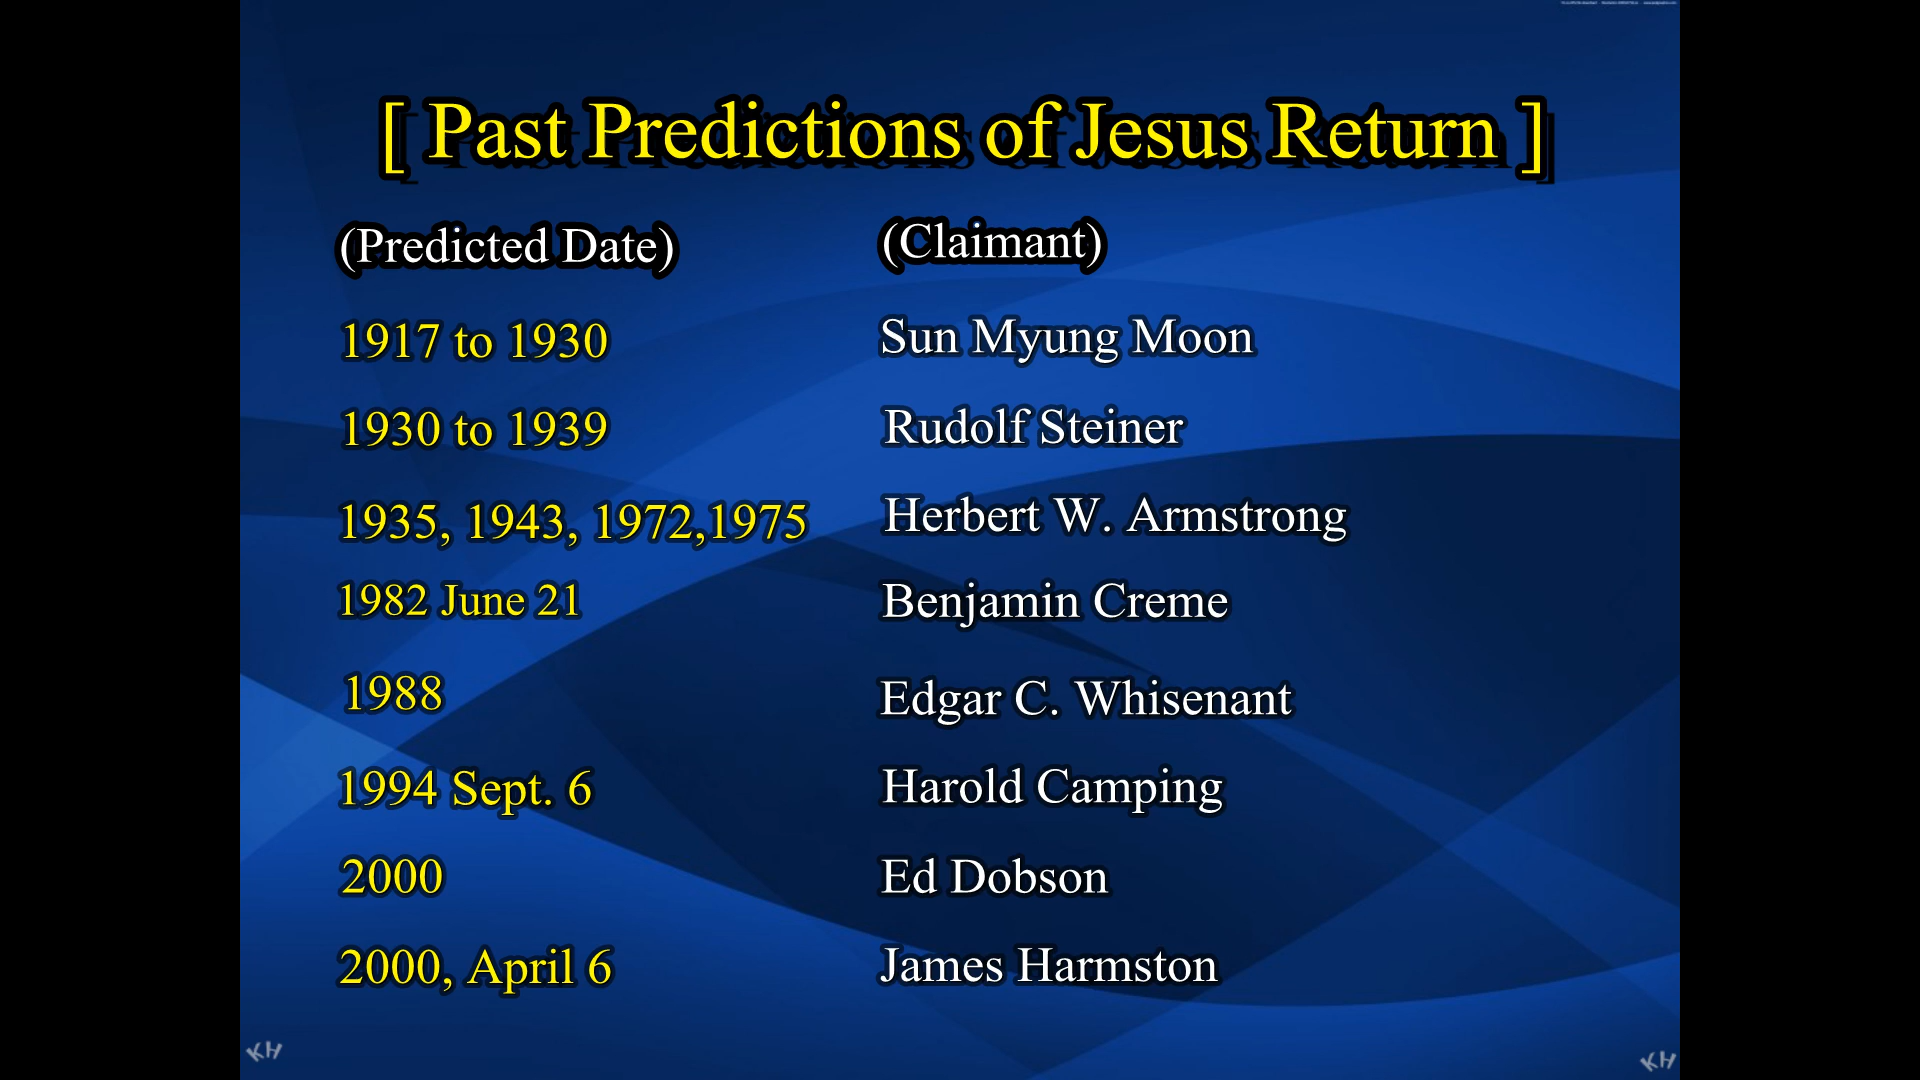 [ Past Predictions of Jesus Return ]
(Predicted Date) (Claimant)
1917 to 1930 Sun Myung Moon
1930 to 1939 Rudolf Steiner
1935, 1943, 1972,1975 Herbert W. Armstrong
1982 June 21 Benjamin Creme
1988 Edgar C. Whisenant
1994 Sept. 6 Harold Camping
2000 Ed Dobson
2000, April 6 James Harmston
KH KH